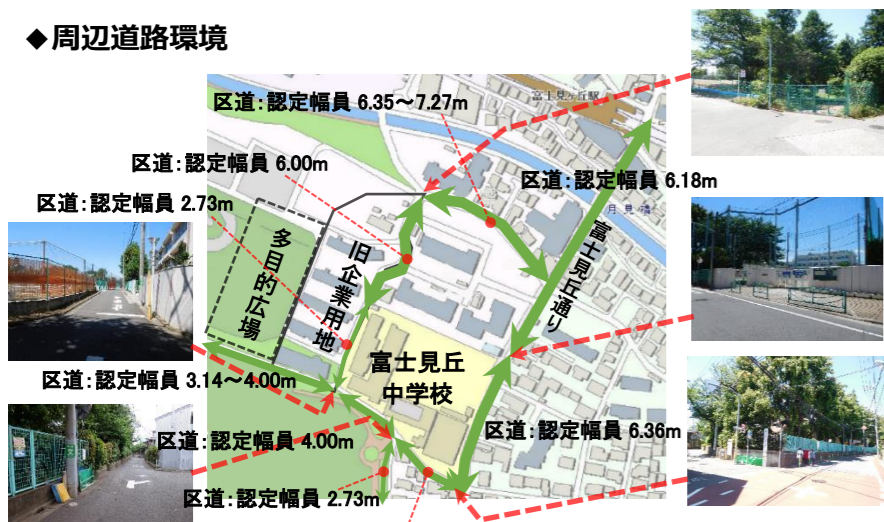 ◆周辺道路環境
区道：認定幅員 6.35～7.27m
富士見ヶ丘駅
区道：認定幅員 6.00m
区道：認定幅員 6.18m
区道：認定幅員 2.73m
月見橋
多目的広場
旧企業用地
富士見丘通り
富士見丘
中学校
区道：認定幅員 3.14～4.00m
区道：認定幅員 4.00m
区道：認定幅員 6.36m
区道：認定幅員 2.73m